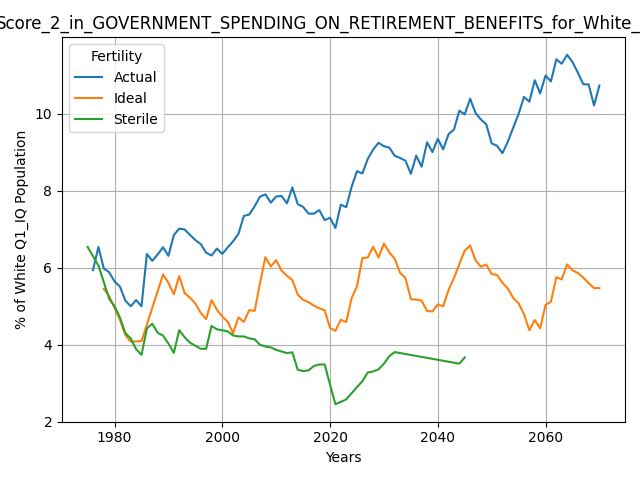 Score_2_in_GOVERNMENT_SPENDING_ON_RETIREMENT_BENEFITS_for_White_
Fertility
Actual
Ideal
Sterile
% of White Q1_IQ Population
10
8
6
4
2
1980
2000
2020
2040
2060
Years